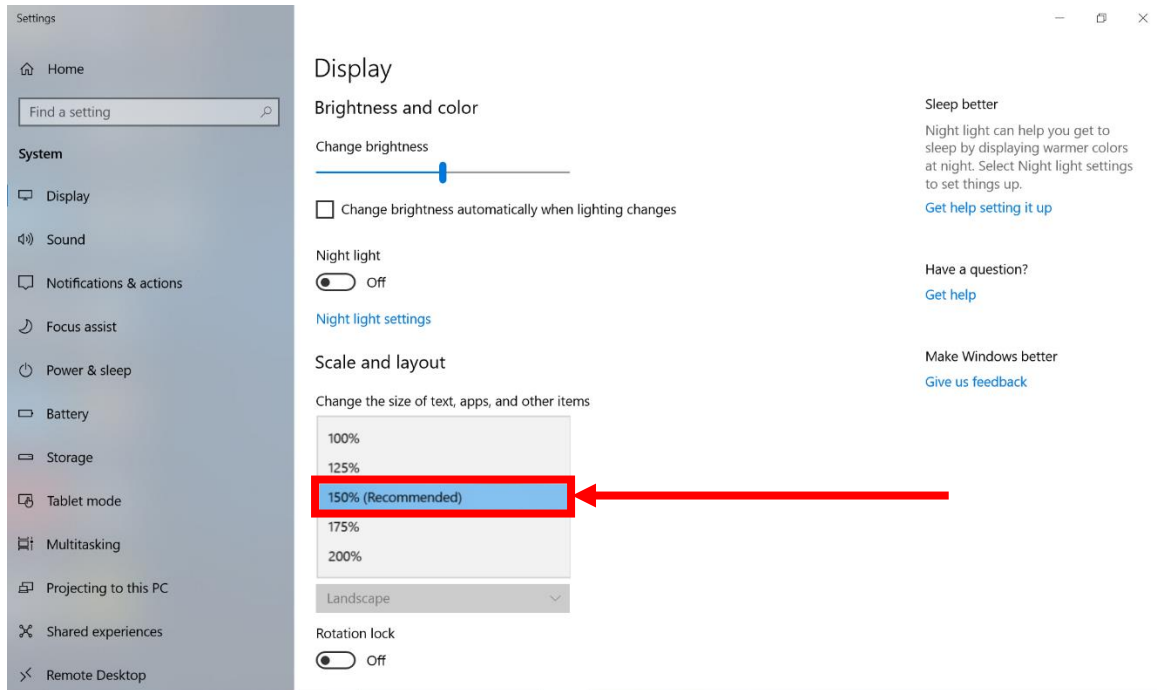 Settings
Home
Find a setting
System
Display
Sound
Notifications & actions
Focus assist
Power & sleep
Battery
Storage
Tablet mode
Multitasking
Projecting to this PC
Shared experiences
Remote Desktop
Display
Brightness and color
Change brightness
Change brightness automatically when lighting changes
Night light
Off
Night light settings
Scale and layout
Change the size of text, apps, and other items
100%
125%
150% (Recommended)
175%
200%
Landscape
Rotation lock
Off
Sleep better
Night light can help you get to
sleep by displaying warmer colors
at night. Select Night light settings
to set things up.
Get help setting it up
Have a question?
Get help
Make Windows better
Give us feedback